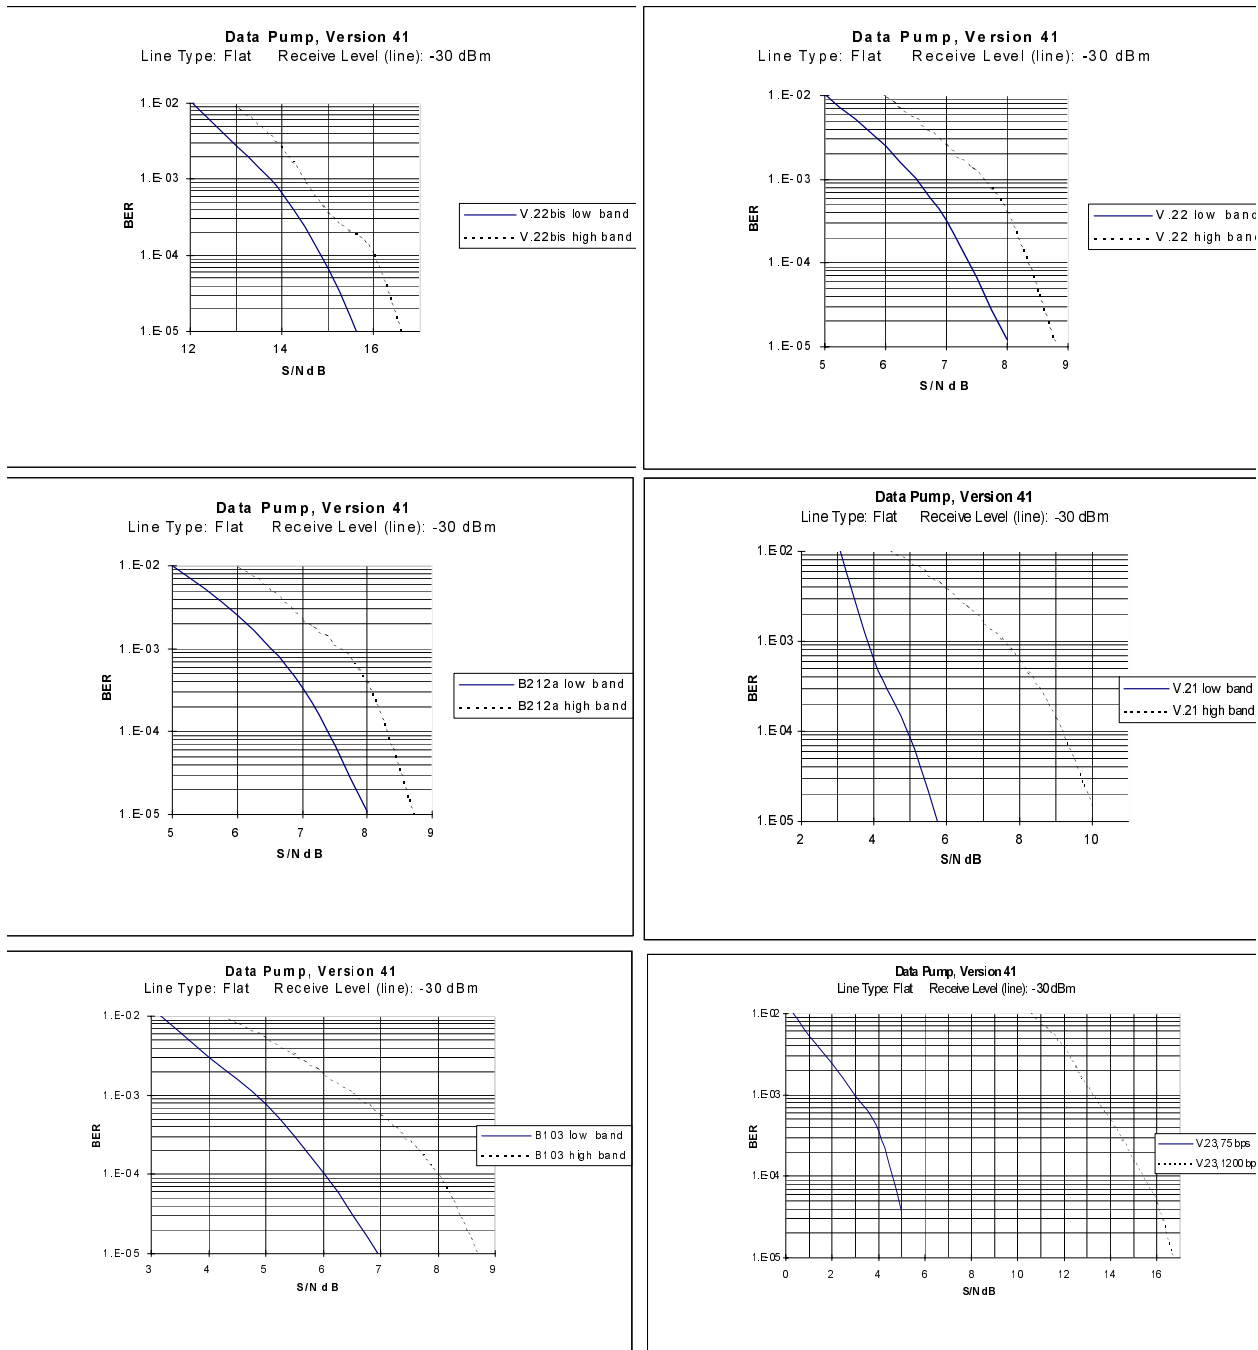 Data Pump, Version 41
Line Type: Flat Receive Level (line): -30 dBm
1.E-02
1.E-03
1.E-04
1.E-05
BER
12 14 16
S/N dB
V.22bis low band
V.22bis high band
Data Pump, Version 41
Line Type: Flat Receive Level (line): -30 dBm
1.E-02
1.E-03
1.E-04
1.E-05
BER
5 6 7 8 9
S/N dB
V.22 low band
V.22 high band
Data Pump, Version 41
Line Type: Flat Receive Level (line): -30 dBm
1.E-02
1.E-03
1.E-04
1.E-05
BER
5 6 7 8 9
S/N dB
B212a low band
B212a high band
Data Pump, Version 41
Line Type: Flat Receive Level (line): -30 dBm
1.E-02
1.E-03
1.E-04
1.E-05
BER
2 4 6 8 10
S/N dB
V.21 low band
V.21 high band
Data Pump, Version 41
Line Type: Flat Receive Level (line): -30 dBm
1.E-02
1.E-03
1.E-04
1.E-05
BER
3 4 5 6 7 8 9
S/N dB
B103 low band
B103 high band
Data Pump, Version 41
Line Type: Flat Receive Level (line): -30 dBm
1.E-02
1.E-03
1.E-04
1.E-05
BER
0 2 4 6 8 10 12 14 16
S/N dB
V.23, 75 bps
V.23, 1200 bp